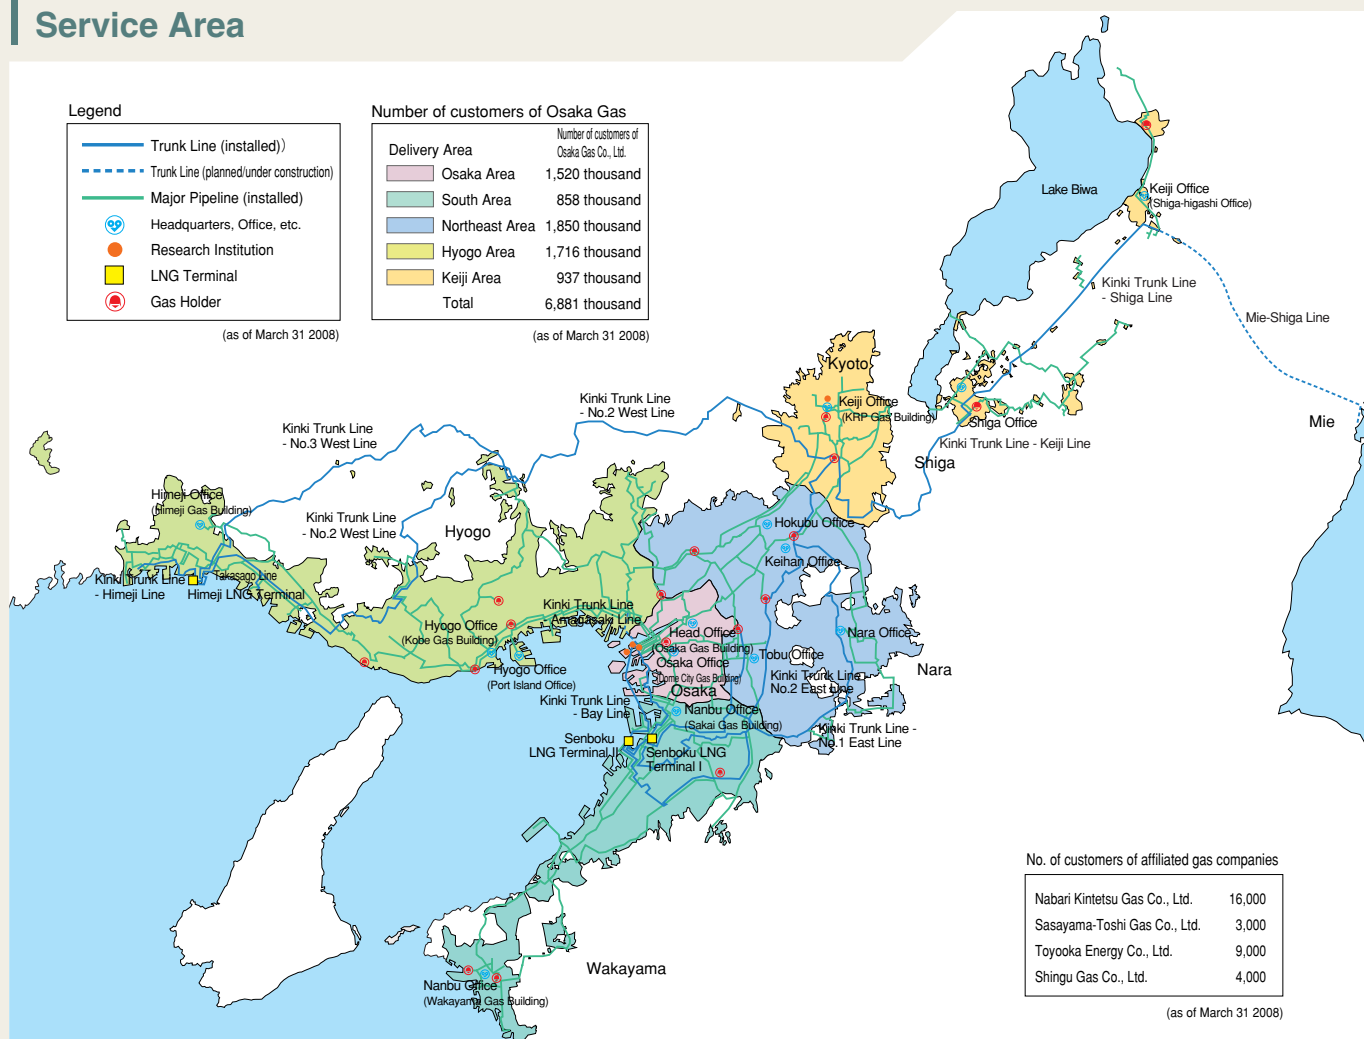 Service Area
Legend
Trunk Line (installed))
Trunk Line (planned/under construction)
Major Pipeline (installed)
Headquarters, Office, etc.
Research Institution
LNG Terminal
Gas Holder
(as of March 31 2008)
Number of customers of Osaka Gas
Number of customers of
Delivery Area Osaka Gas Co., Ltd.
Osaka Area 1,520 thousand
South Area 858 thousand
Northeast Area 1,850 thousand
Hyogo Area 1,716 thousand
Keiji Area 937 thousand
Total 6,881 thousand
(as of March 31 2008)
Lake Biwa
Keiji Office
(Shiga-higashi Office)
Kinki Trunk Line
- Shiga Line
Mie-Shiga Line
Mie
Kyoto
Keiji Office
(KRP Gas Building)
Shiga Office
Kinki Trunk Line - Keiji Line
Shiga
Kinki Trunk Line
- No.2 West Line
Kinki Trunk Line
- No.3 West Line
Himeji Office
(Himeji Gas Building)
Kinki Trunk Line
- No.2 West Line
Hyogo
Hokubu Office
Keihan Office
Kinki Trunk Line
- Himeji Line
Takasago Line
Himeji LNG Terminal
Kinki Trunk Line
- Amagasaki Line
Hyogo Office
(Kobe Gas Building)
Hyogo Office
(Port Island Office)
Head Office
(Osaka Gas Building)
Osaka Office
(Dome City Gas Building)
Osaka
Tobu Office
Nara Office
Nara
Kinki Trunk Line -
No.2 East Line
Kinki Trunk Line
- Bay Line
Nanbu Office
(Sakai Gas Building)
Kinki Trunk Line -
No.1 East Line
Senboku
LNG Terminal II
Senboku LNG
Terminal I
Wakayama
Nanbu Office
(Wakayama Gas Building)
No. of customers of affiliated gas companies
Nabari Kintetsu Gas Co., Ltd. 16,000
Sasayama-Toshi Gas Co., Ltd. 3,000
Toyooka Energy Co., Ltd. 9,000
Shingu Gas Co., Ltd. 4,000
(as of March 31 2008)